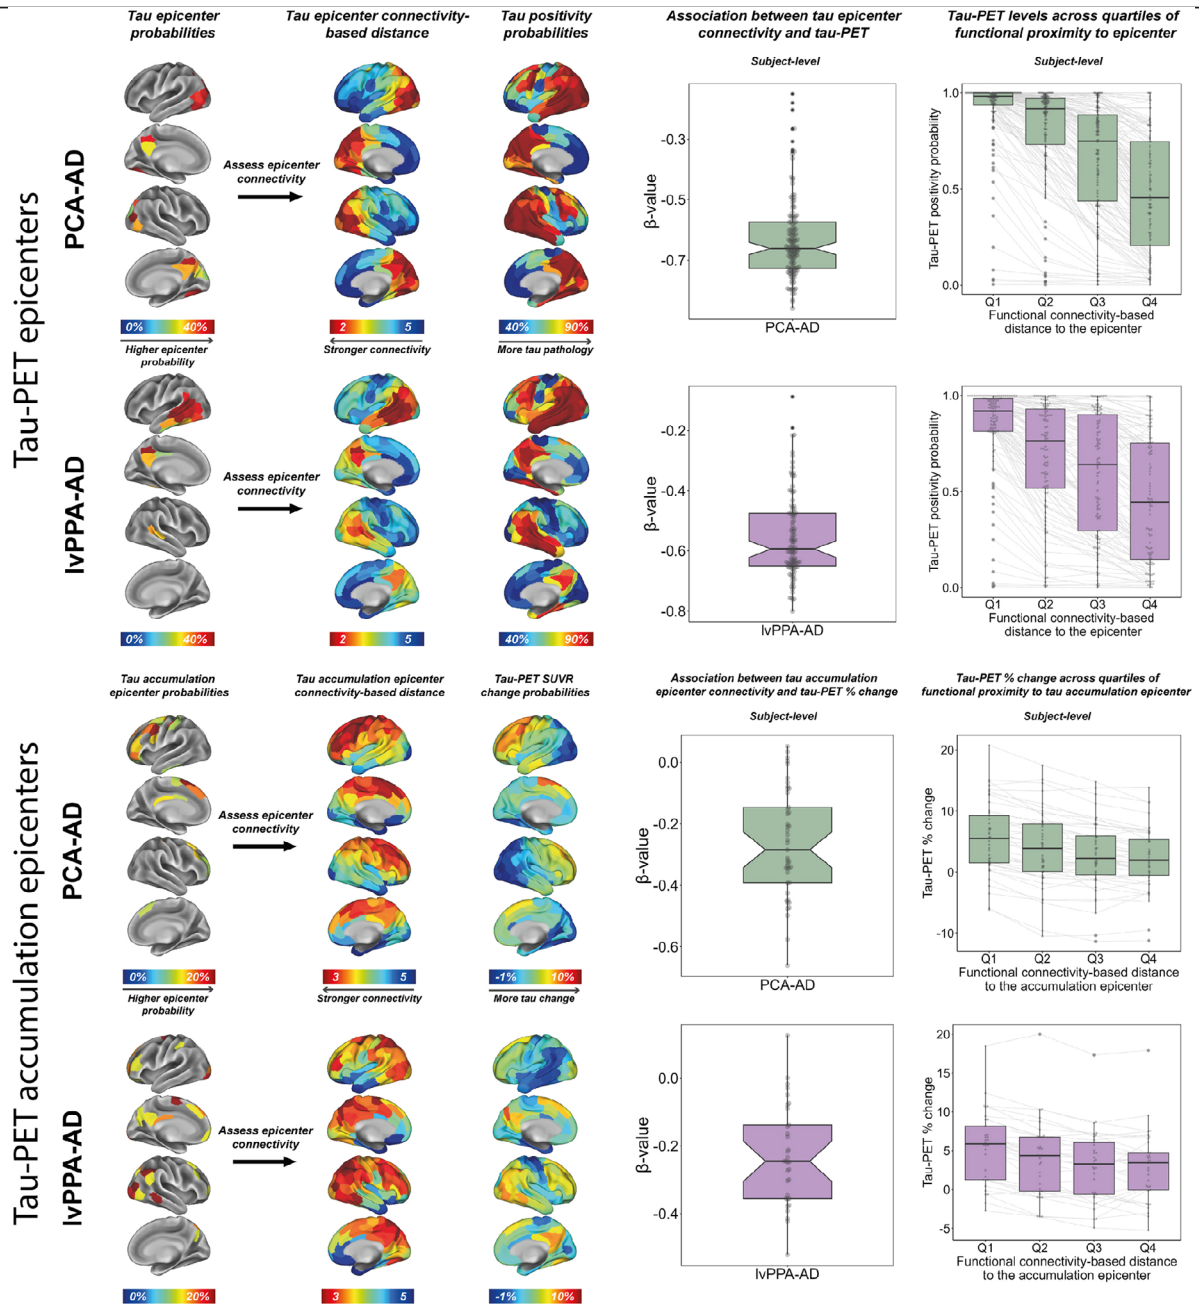 Tau epicenter probabilities
Tau epicenter connectivity-based distance
Tau positivity probabilities
Association between tau epicenter connectivity and tau-PET
Tau-PET levels across quartiles of functional proximity to epicenter
Subject-level
Subject-level
Tau-PET epicenters
PCA-AD
Assess epicenter connectivity
0% 40%
Higher epicenter probability
2 5
Stronger connectivity
40% 90%
More tau pathology
β-value
-0.3
-0.5
-0.7
PCA-AD
Tau-PET positivity probability
1.0
0.5
0.0
Q1 Q2 Q3 Q4
Functional connectivity-based
distance to the epicenter
lvPPA-AD
Assess epicenter connectivity
0% 40%
2 5
40% 90%
β-value
-0.2
-0.4
-0.6
-0.8
lvPPA-AD
Tau-PET positivity probability
1.0
0.5
0.0
Q1 Q2 Q3 Q4
Functional connectivity-based
distance to the epicenter
Tau accumulation epicenter probabilities
Tau accumulation epicenter connectivity-based distance
Tau-PET SUVR change probabilities
Association between tau accumulation epicenter connectivity and tau-PET % change
Tau-PET % change across quartiles of functional proximity to tau accumulation epicenter
Subject-level
Subject-level
Tau-PET accumulation epicenters
PCA-AD
Assess epicenter connectivity
0% 20%
Higher epicenter probability
3 5
Stronger connectivity
-1% 10%
More tau change
β-value
0.0
-0.2
-0.4
-0.6
PCA-AD
Tau-PET % change
20
10
0
-10
Q1 Q2 Q3 Q4
Functional connectivity-based distance
to the accumulation epicenter
lvPPA-AD
Assess epicenter connectivity
0% 20%
3 5
-1% 10%
β-value
0.0
-0.2
-0.4
lvPPA-AD
Tau-PET % change
20
15
10
5
0
-5
Q1 Q2 Q3 Q4
Functional connectivity-based distance
to the accumulation epicenter